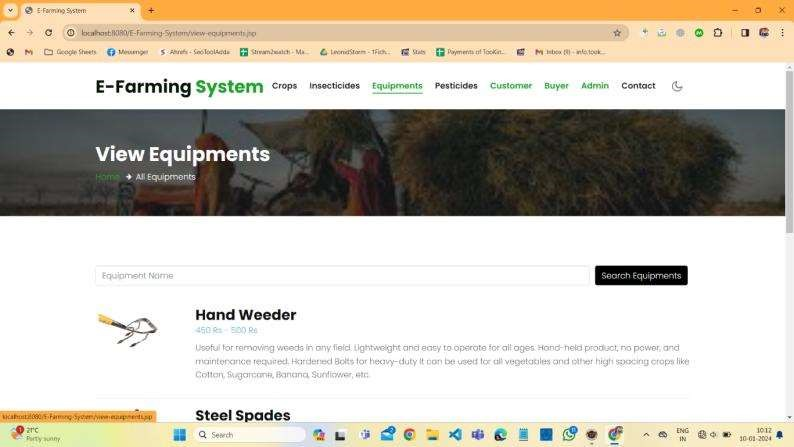 E-Farming System
localhost:8080/E-Farming-System/view-equipments.jsp
Google Sheets Messenger Ahrefs - SeoToolAdda Stream2watch - Ma... LeonidStorm - 1Fich... Stats Payments of TooKin... Inbox (9) - info.took...
E-Farming System Crops Insecticides Equipments Pesticides Customer Buyer Admin Contact
View Equipments
Home → All Equipments
Equipment Name Search Equipments
Hand Weeder
450 Rs - 500 Rs
Useful for removing weeds in any field. Lightweight and easy to operate for all ages. Hand-held product, no power, and
maintenance required. Hardened Bolts for heavy-duty It can be used for all vegetables and other high spacing crops like
Cotton, Sugarcane, Banana, Sunflower, etc.
Steel Spades
localhost:8080/E-Farming-System/view-equipments.jsp
21°C
Partly sunny
Search
ENG
IN
10:12
10-01-2024